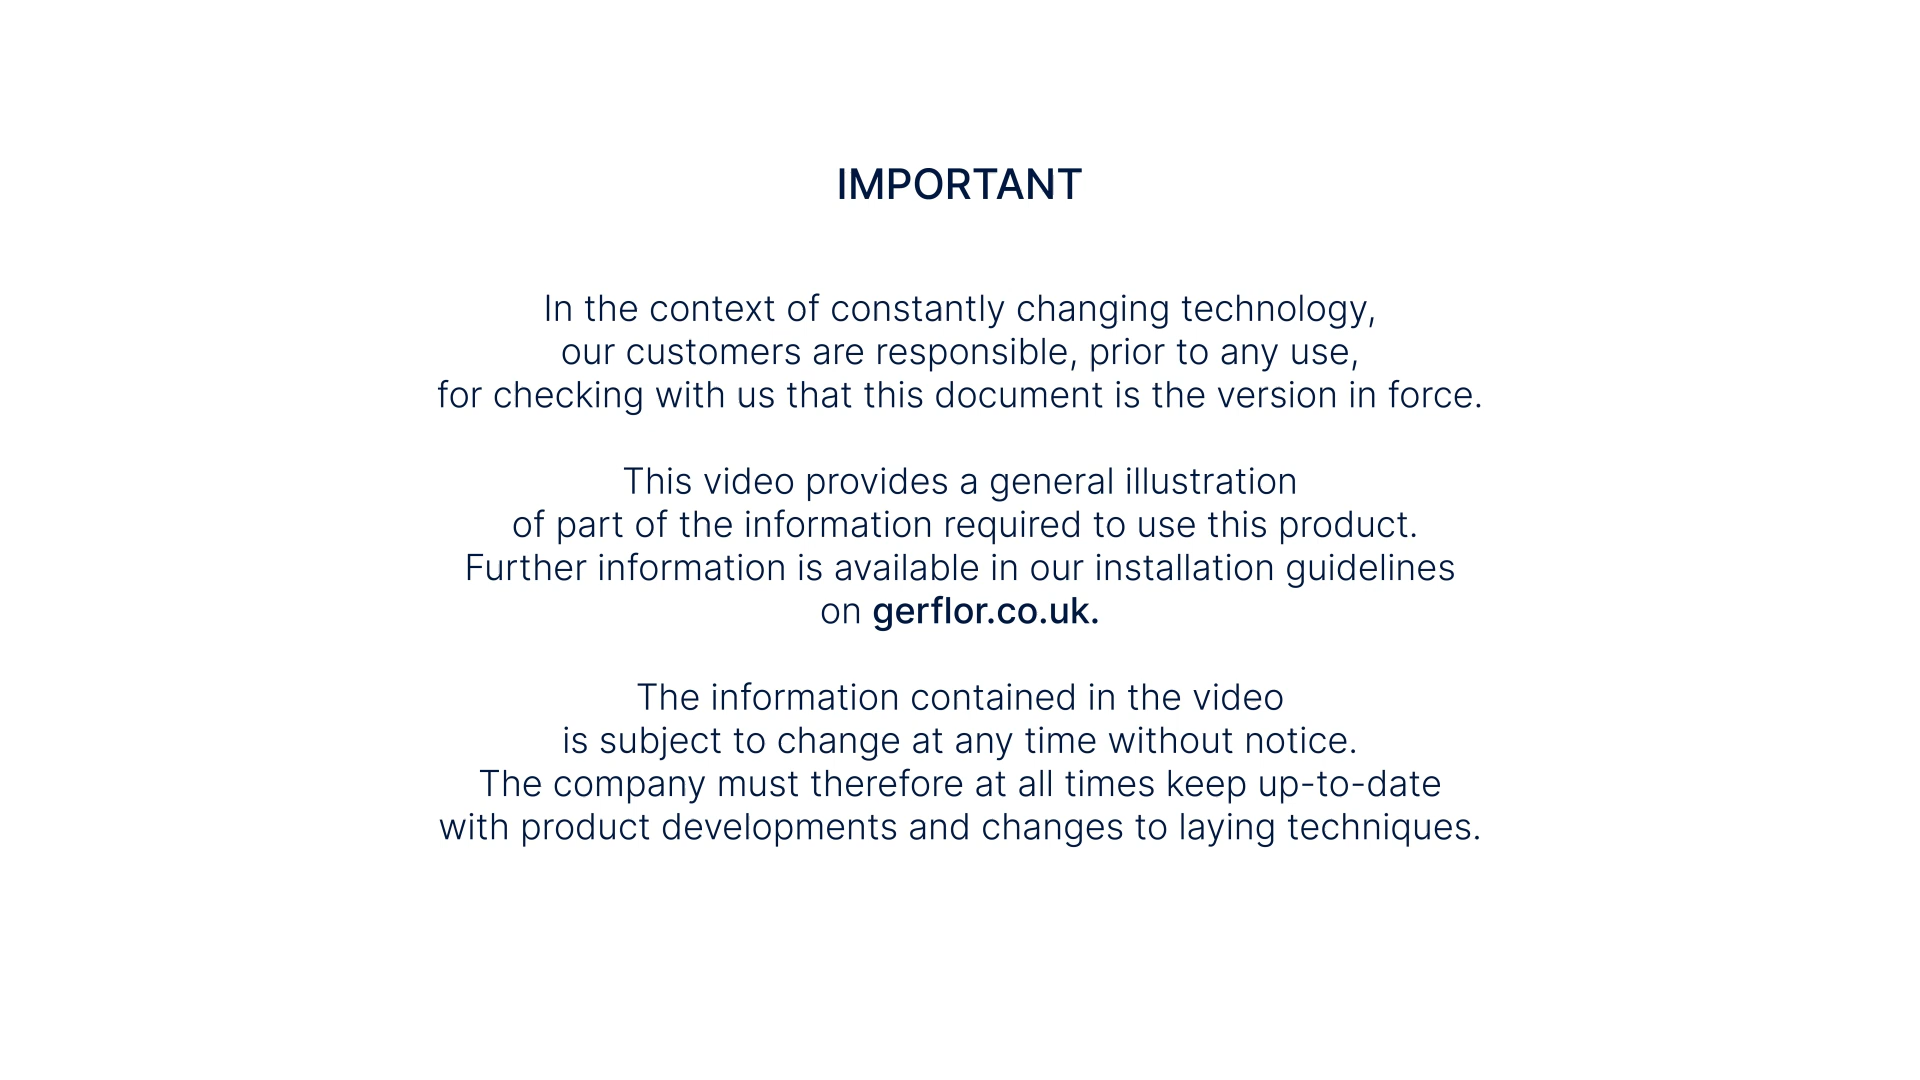 IMPORTANT
In the context of constantly changing technology,
our customers are responsible, prior to any use,
for checking with us that this document is the version in force.
This video provides a general illustration
of part of the information required to use this product.
Further information is available in our installation guidelines
on gerflor.co.uk.
The information contained in the video
is subject to change at any time without notice.
The company must therefore at all times keep up-to-date
with product developments and changes to laying techniques.